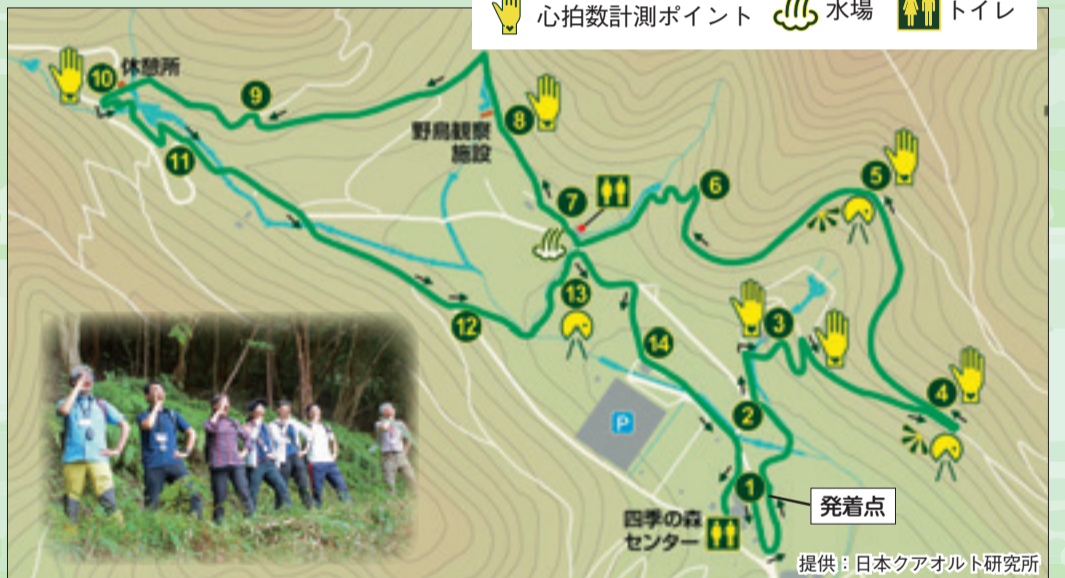 心拍数計測ポイント
水場
トイレ
10
休憩所
9
8
野鳥観察
施設
11
7
6
5
12
13
14
3
4
P
2
1
発着点
四季の森
センター
提供：日本クアオルト研究所